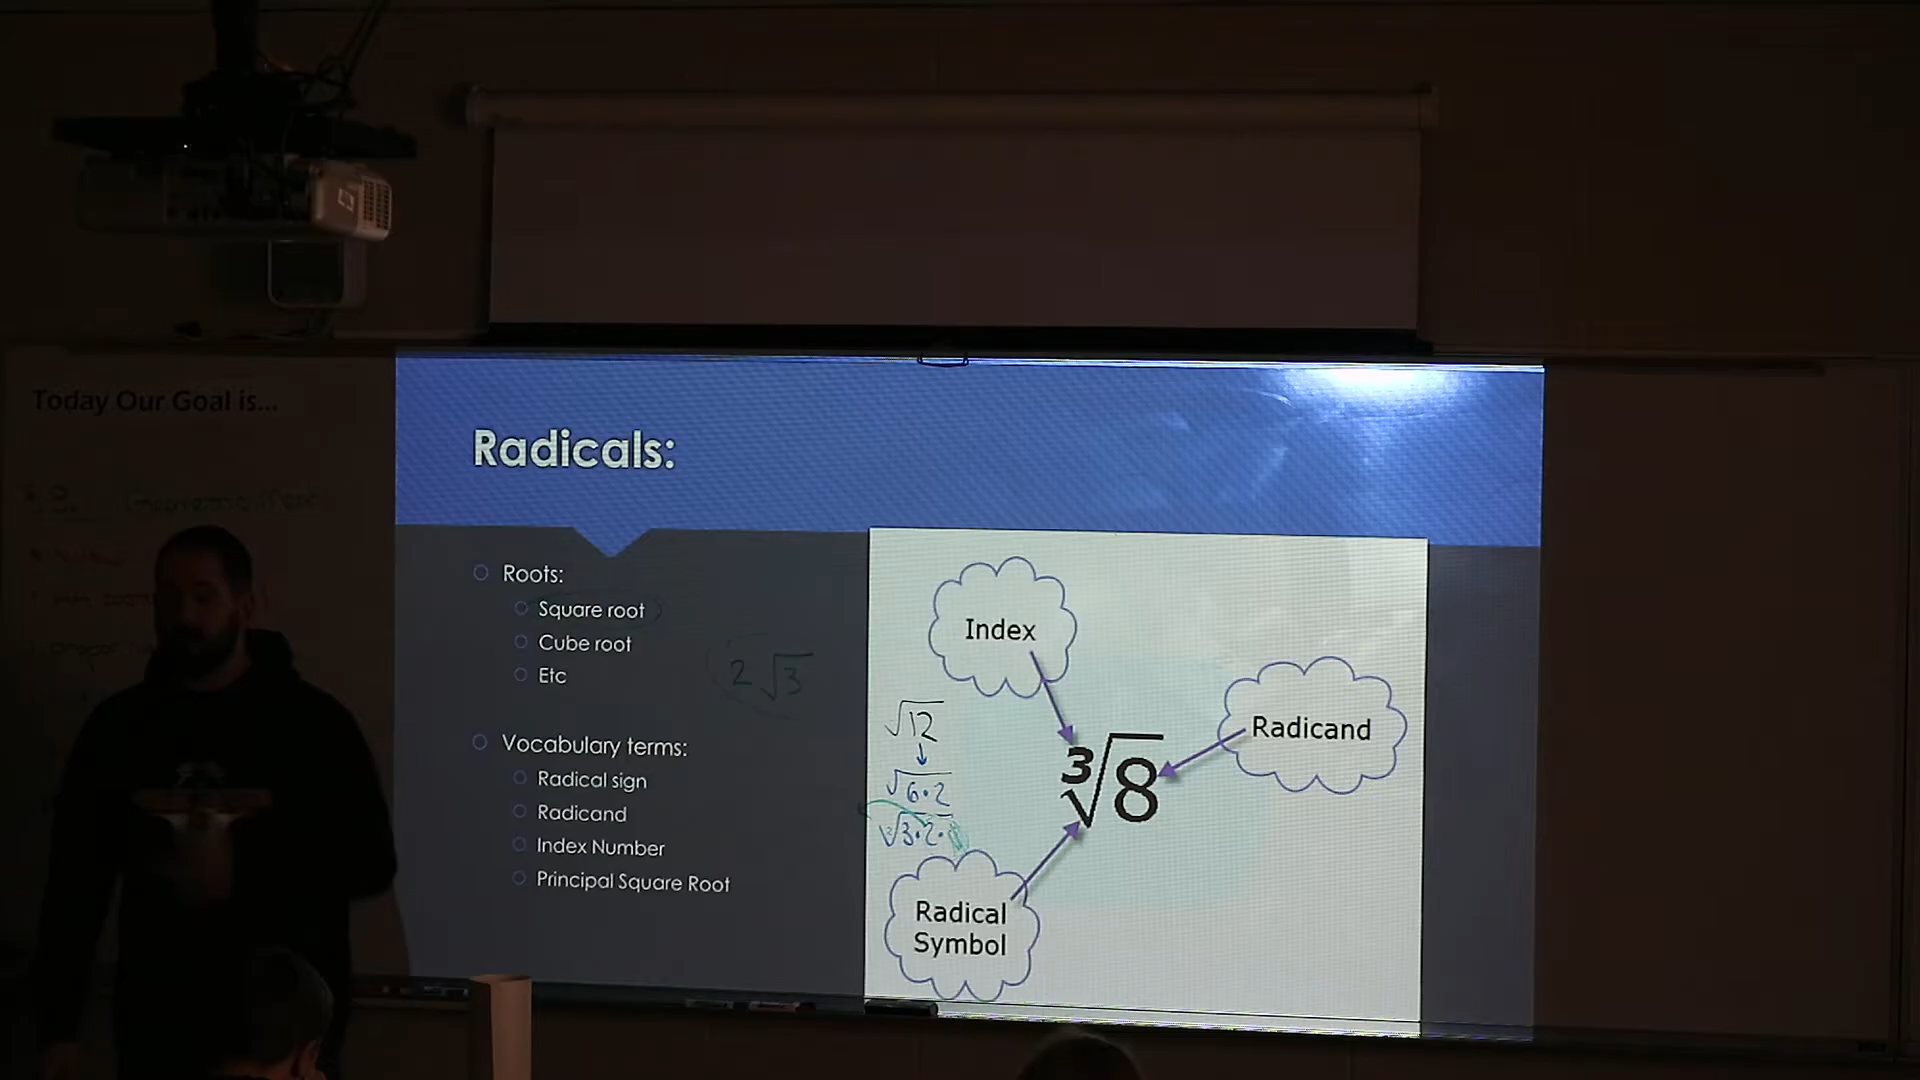 Today Our Goal is...
Radicals:
Roots:
Square root
Cube root
Etc
2√3
Vocabulary terms:
Radical sign
Radicand
Index Number
Principal Square Root
Index
Radicand
∛8
√12
↓
√6·2
√3·2·
Radical
Symbol